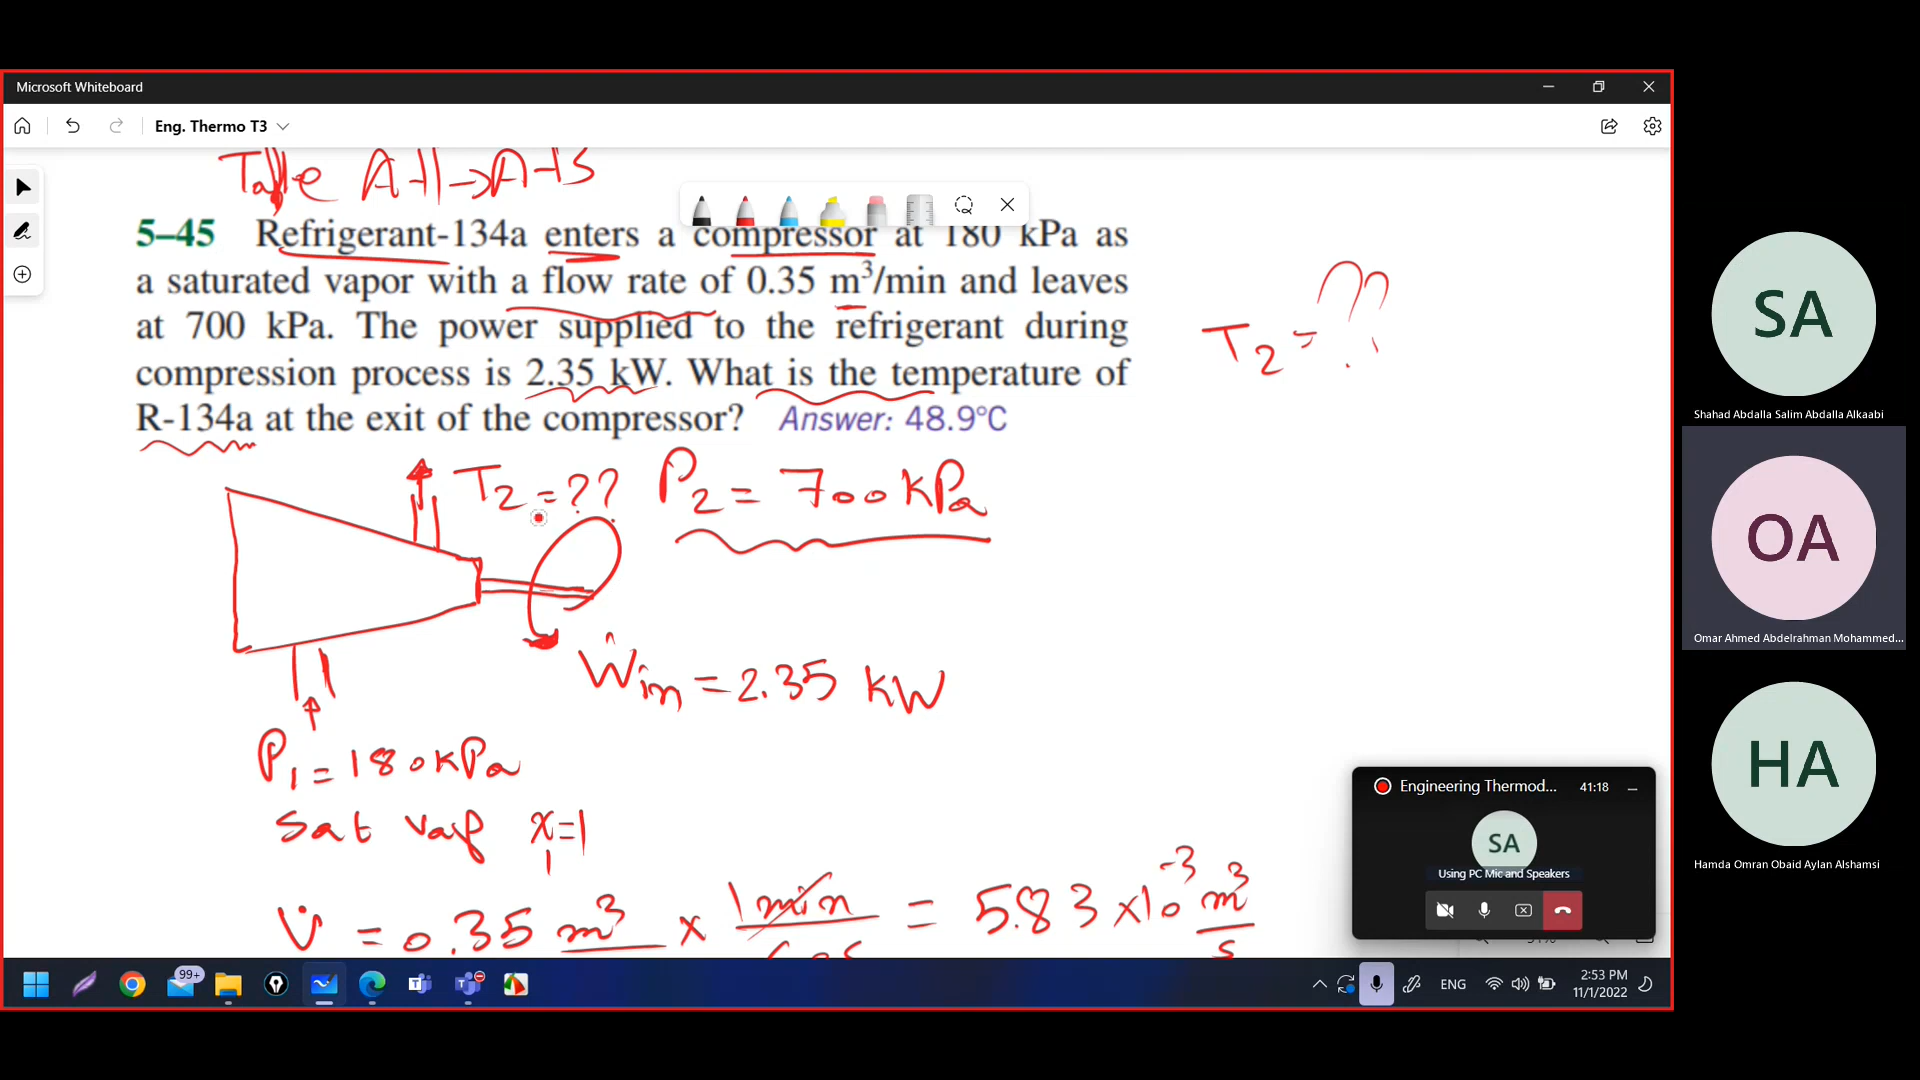 Microsoft Whiteboard
Eng. Thermo T3
Table A-11→A-13
5–45 Refrigerant-134a enters a compressor at 180 kPa as
a saturated vapor with a flow rate of 0.35 m³/min and leaves
at 700 kPa. The power supplied to the refrigerant during
compression process is 2.35 kW. What is the temperature of
R-134a at the exit of the compressor? Answer: 48.9°C
T₂ = ??
T₂ = ?? P₂ = 700 kPa
Ẇin = 2.35 kW
P₁ = 180 kPa
Sat vap x₁ = 1
V̇ = 0.35 m³ × 1 min = 5.83 × 10⁻³ m³
s
SA
Shahad Abdalla Salim Abdalla Alkaabi
OA
Omar Ahmed Abdelrahman Mohammed...
HA
Hamda Omran Obaid Aylan Alshamsi
Engineering Thermod... 41:18
SA
Using PC Mic and Speakers
99+
ENG
2:53 PM
11/1/2022